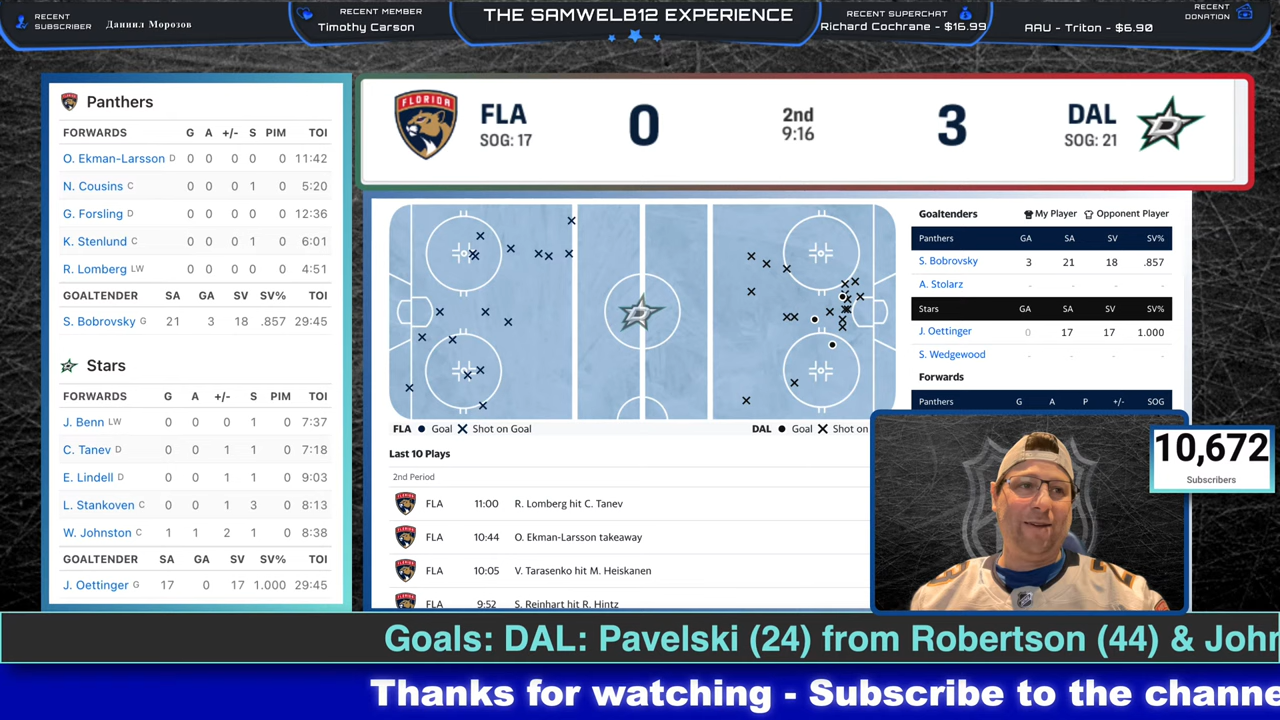 RECENT SUBSCRIBER Даниил Морозов
RECENT MEMBER
Timothy Carson
THE SAMWELB12 EXPERIENCE
RECENT SUPERCHAT
Richard Cochrane - $16.99
RECENT DONATION
AAU - Triton - $6.90
Panthers
FORWARDS G A +/- S PIM TOI
O. Ekman-Larsson D 0 0 0 0 0 11:42
N. Cousins C 0 0 0 1 0 5:20
G. Forsling D 0 0 0 0 0 12:36
K. Stenlund C 0 0 0 1 0 6:01
R. Lomberg LW 0 0 0 0 0 4:51
GOALTENDER SA GA SV SV% TOI
S. Bobrovsky G 21 3 18 .857 29:45
Stars
FORWARDS G A +/- S PIM TOI
J. Benn LW 0 0 0 1 0 7:37
C. Tanev D 0 0 1 1 0 7:18
E. Lindell D 0 0 1 1 0 9:03
L. Stankoven C 0 0 1 3 0 8:13
W. Johnston C 1 1 2 1 0 8:38
GOALTENDER SA GA SV SV% TOI
J. Oettinger G 17 0 17 1.000 29:45
FLORIDA
FLA
SOG: 17
0
2nd
9:16
3
DAL
SOG: 21
FLA Goal Shot on Goal
DAL Goal Shot on
Last 10 Plays
2nd Period
FLA 11:00 R. Lomberg hit C. Tanev
FLA 10:44 O. Ekman-Larsson takeaway
FLA 10:05 V. Tarasenko hit M. Heiskanen
FLA 9:52 S. Reinhart hit R. Hintz
Goaltenders My Player Opponent Player
Panthers GA SA SV SV%
S. Bobrovsky 3 21 18 .857
A. Stolarz - - - -
Stars GA SA SV SV%
J. Oettinger 0 17 17 1.000
S. Wedgewood - - - -
Forwards
Panthers G A P +/- SOG
10,672
Subscribers
Goals: DAL: Pavelski (24) from Robertson (44) & John
Thanks for watching - Subscribe to the channe